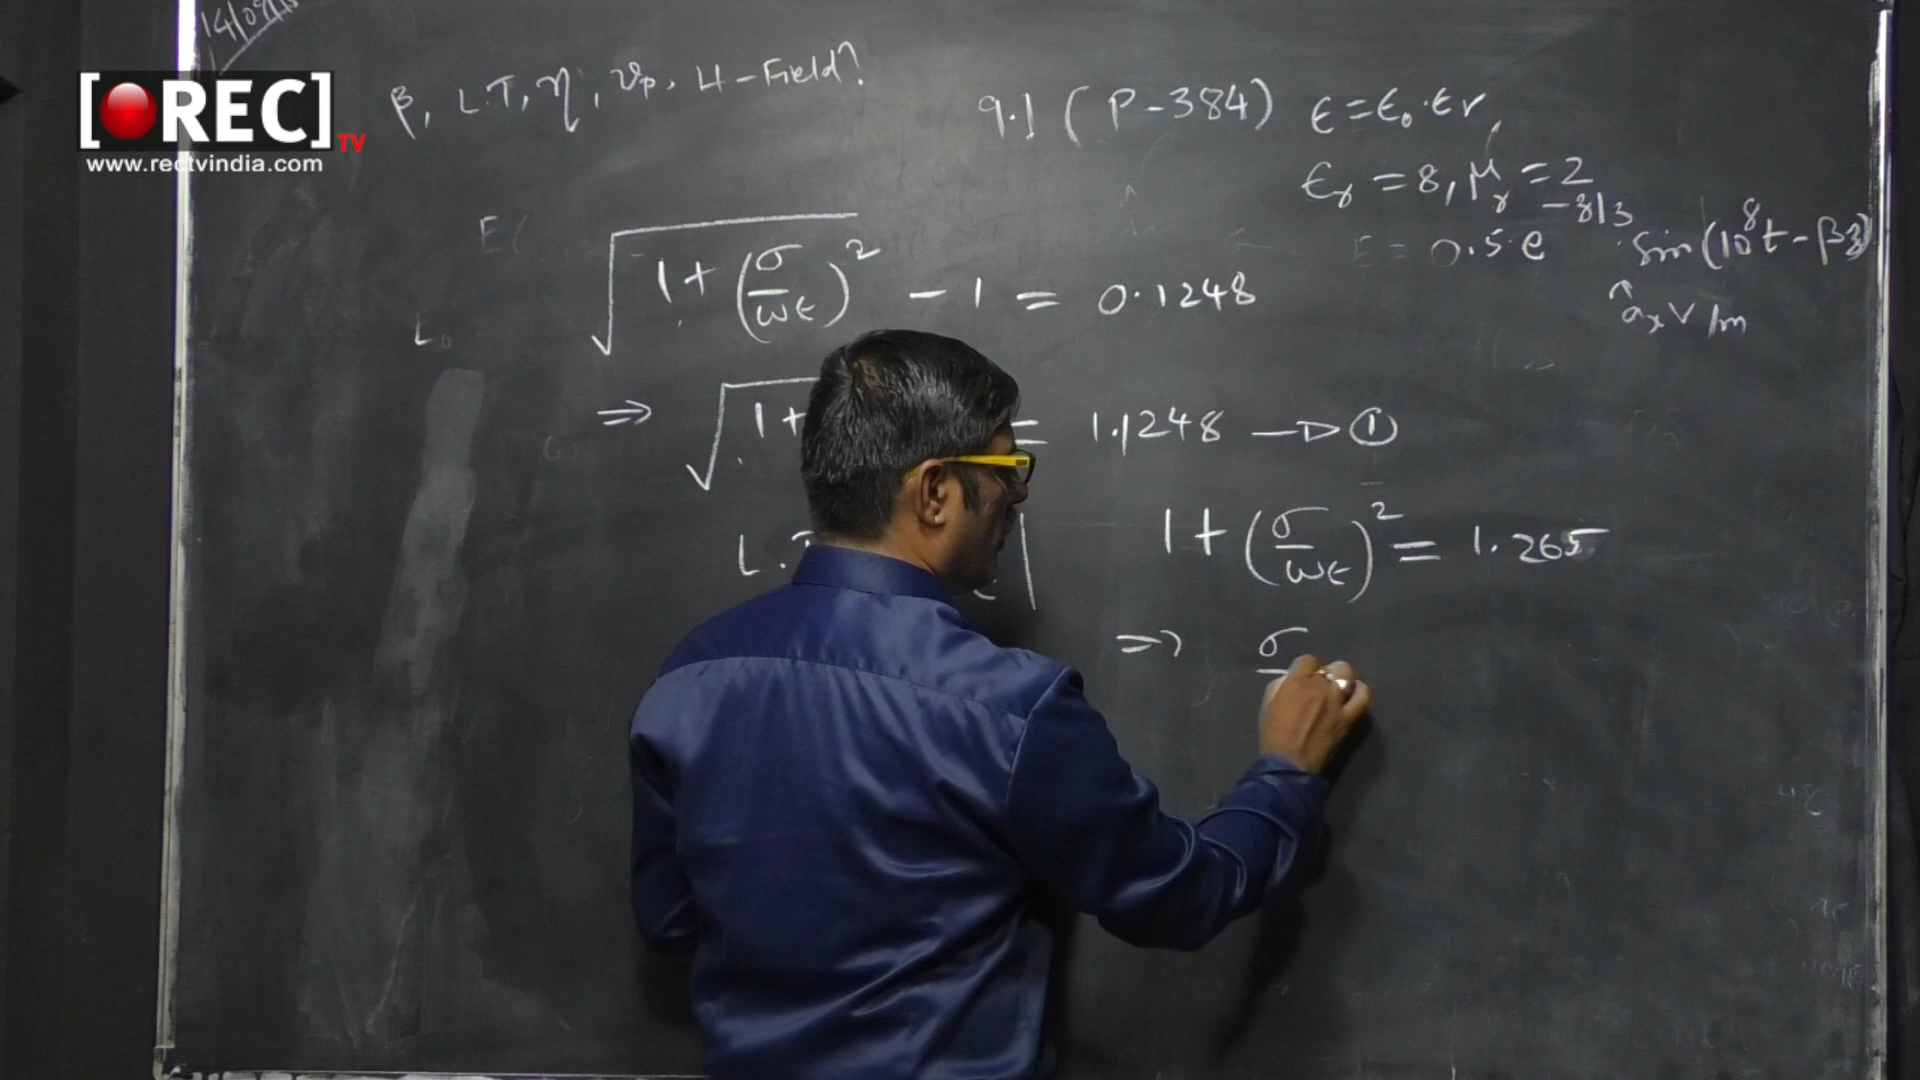 [REC] TV
www.rectvindia.com
β, L.T, η, υp, H-Field?
9.1 (P-384) ϵ=ϵ₀.ϵr,
ϵr = 8, μr = 2
E = 0.5 e^-z/3 sin(10^8 t - βz)
âx V/m
√(1+(σ/ωϵ)²) - 1 = 0.1248
⇒ √(1+ = 1.1248 → ①
L.T
1+(σ/ωϵ)² = 1.265
⇒ σ